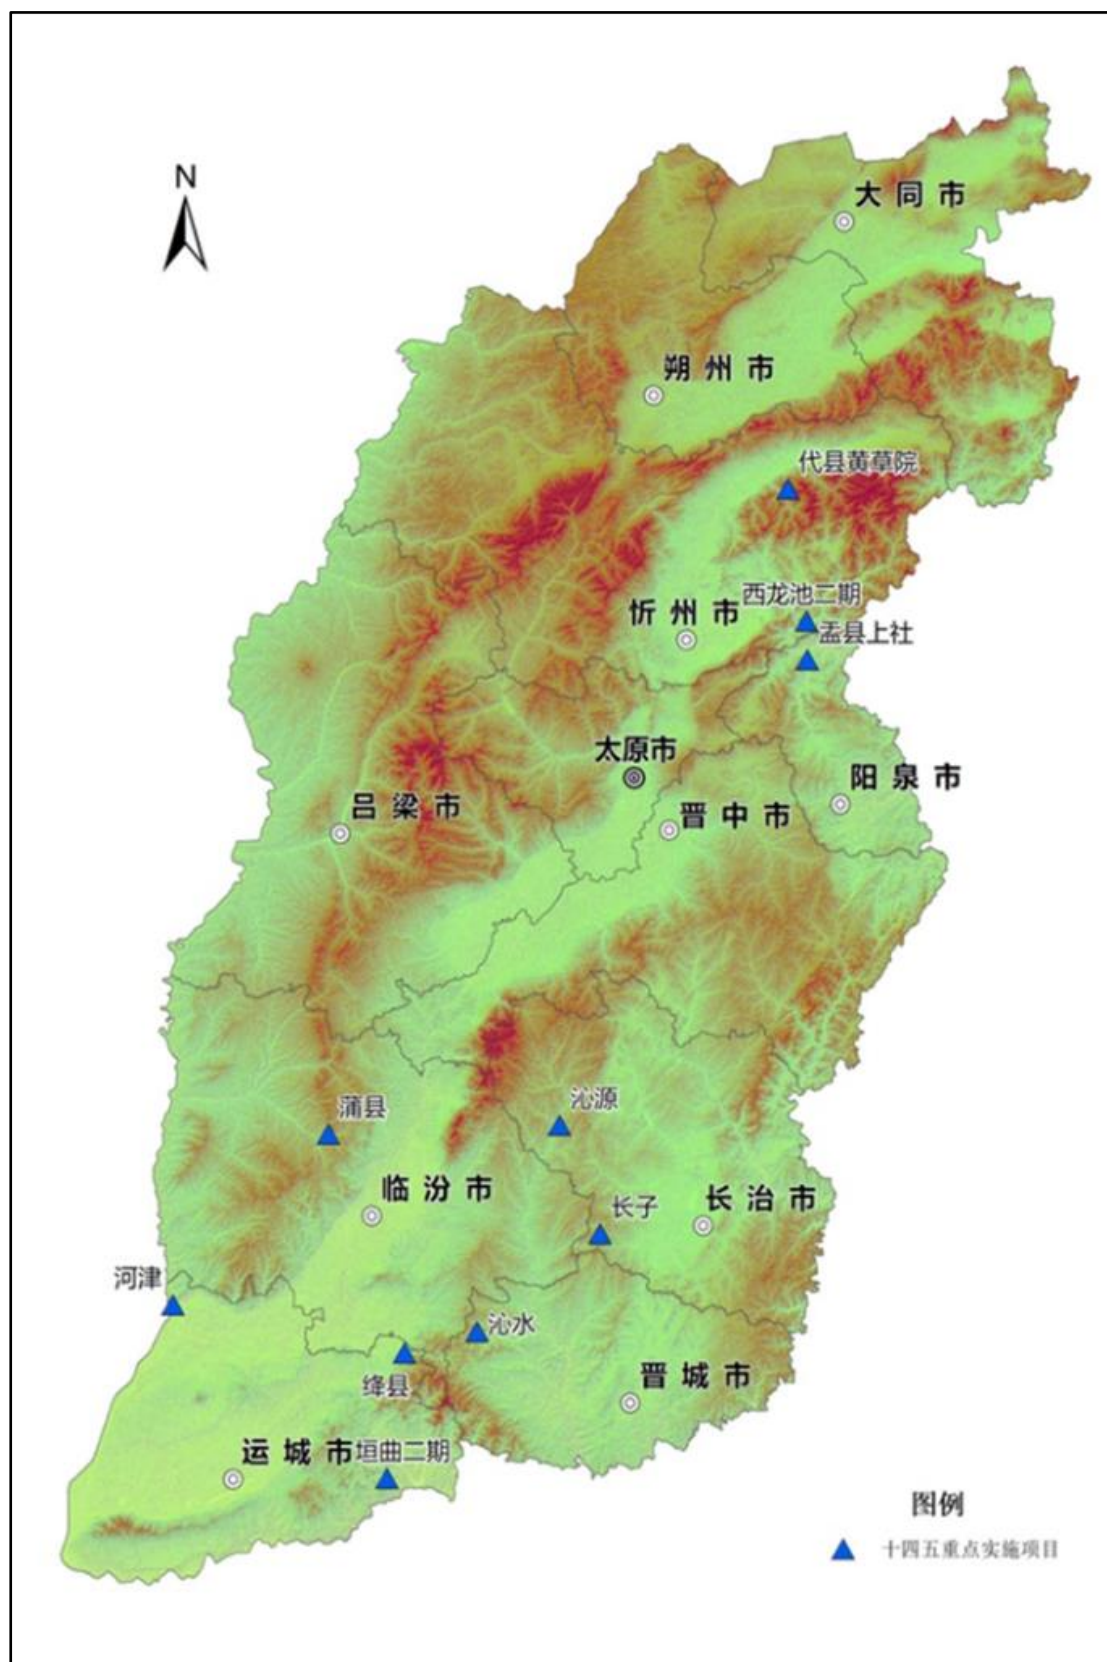 N
大同市
朔州市
代县黄草院
西龙池二期
忻州市
盂县上社
太原市
阳泉市
吕梁市
晋中市
蒲县
沁源
临汾市
长治市
长子
河津
沁水
绛县
晋城市
运城市
垣曲二期
图例
十四五重点实施项目